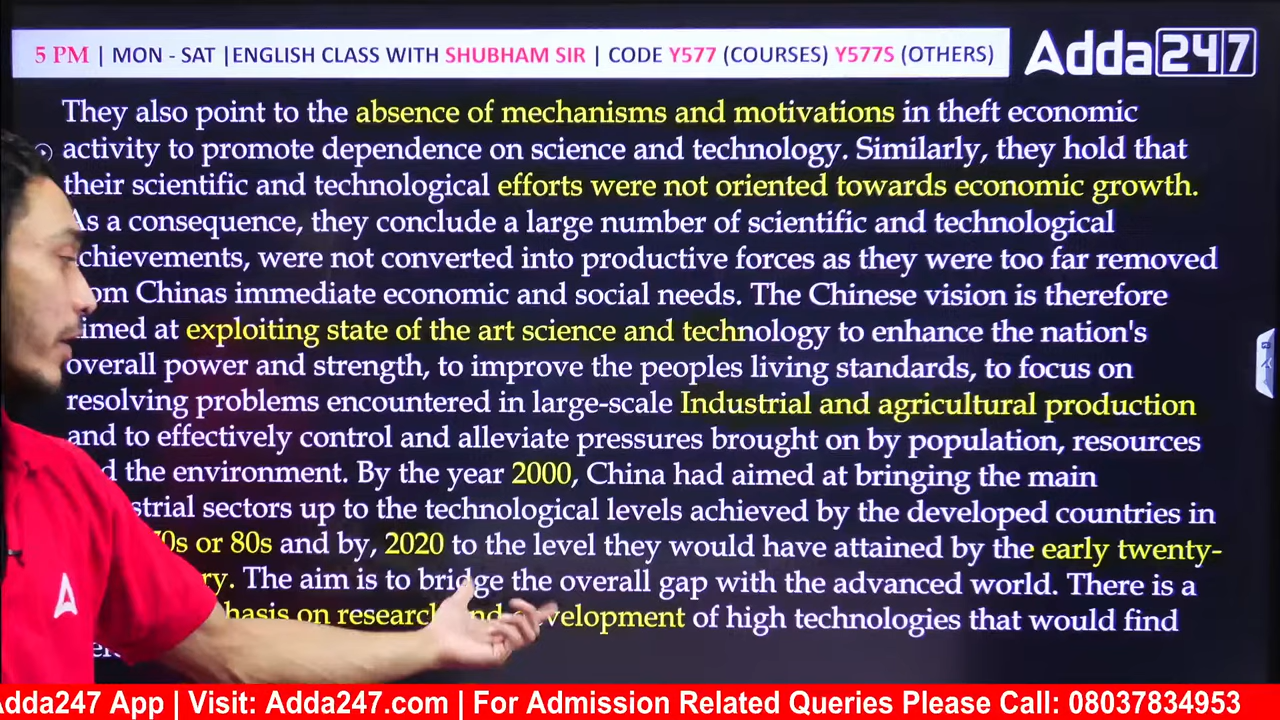 5 PM | MON - SAT |ENGLISH CLASS WITH SHUBHAM SIR | CODE Y577 (COURSES) Y577S (OTHERS)
Adda247
They also point to the absence of mechanisms and motivations in theft economic
activity to promote dependence on science and technology. Similarly, they hold that
their scientific and technological efforts were not oriented towards economic growth.
As a consequence, they conclude a large number of scientific and technological
achievements, were not converted into productive forces as they were too far removed
Chinas immediate economic and social needs. The Chinese vision is therefore
aimed at exploiting state of the art science and technology to enhance the nation's
overall power and strength, to improve the peoples living standards, to focus on
resolving problems encountered in large-scale Industrial and agricultural production
and to effectively control and alleviate pressures brought on by population, resources
the environment. By the year 2000, China had aimed at bringing the main
sectors up to the technological levels achieved by the developed countries in
70s or 80s and by, 2020 to the level they would have attained by the early twenty-
The aim is to bridge the overall gap with the advanced world. There is a
on research and development of high technologies that would find
Adda247 App | Visit: Adda247.com | For Admission Related Queries Please Call: 08037834953